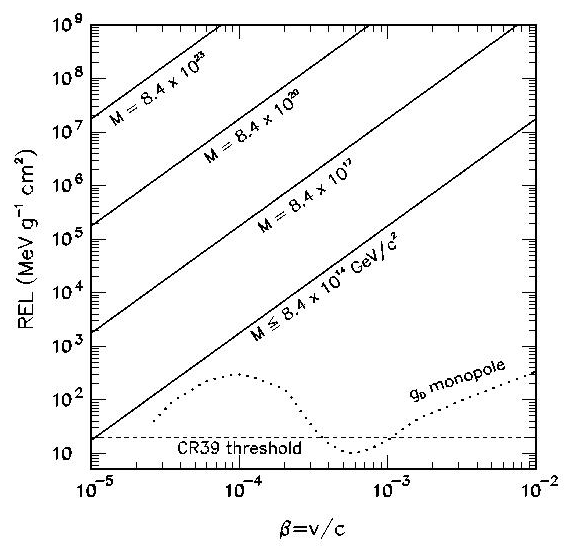 10⁹
10⁸
10⁷
10⁶
10⁵
10⁴
10³
10²
10
REL (MeV g⁻¹ cm²)
M = 8.4 x 10²³
M = 8.4 x 10²⁰
M = 8.4 x 10¹⁷
M ≤ 8.4 x 10¹⁴ GeV/c²
g_D monopole
CR39 threshold
10⁻⁵ 10⁻⁴ 10⁻³ 10⁻²
β=v/c